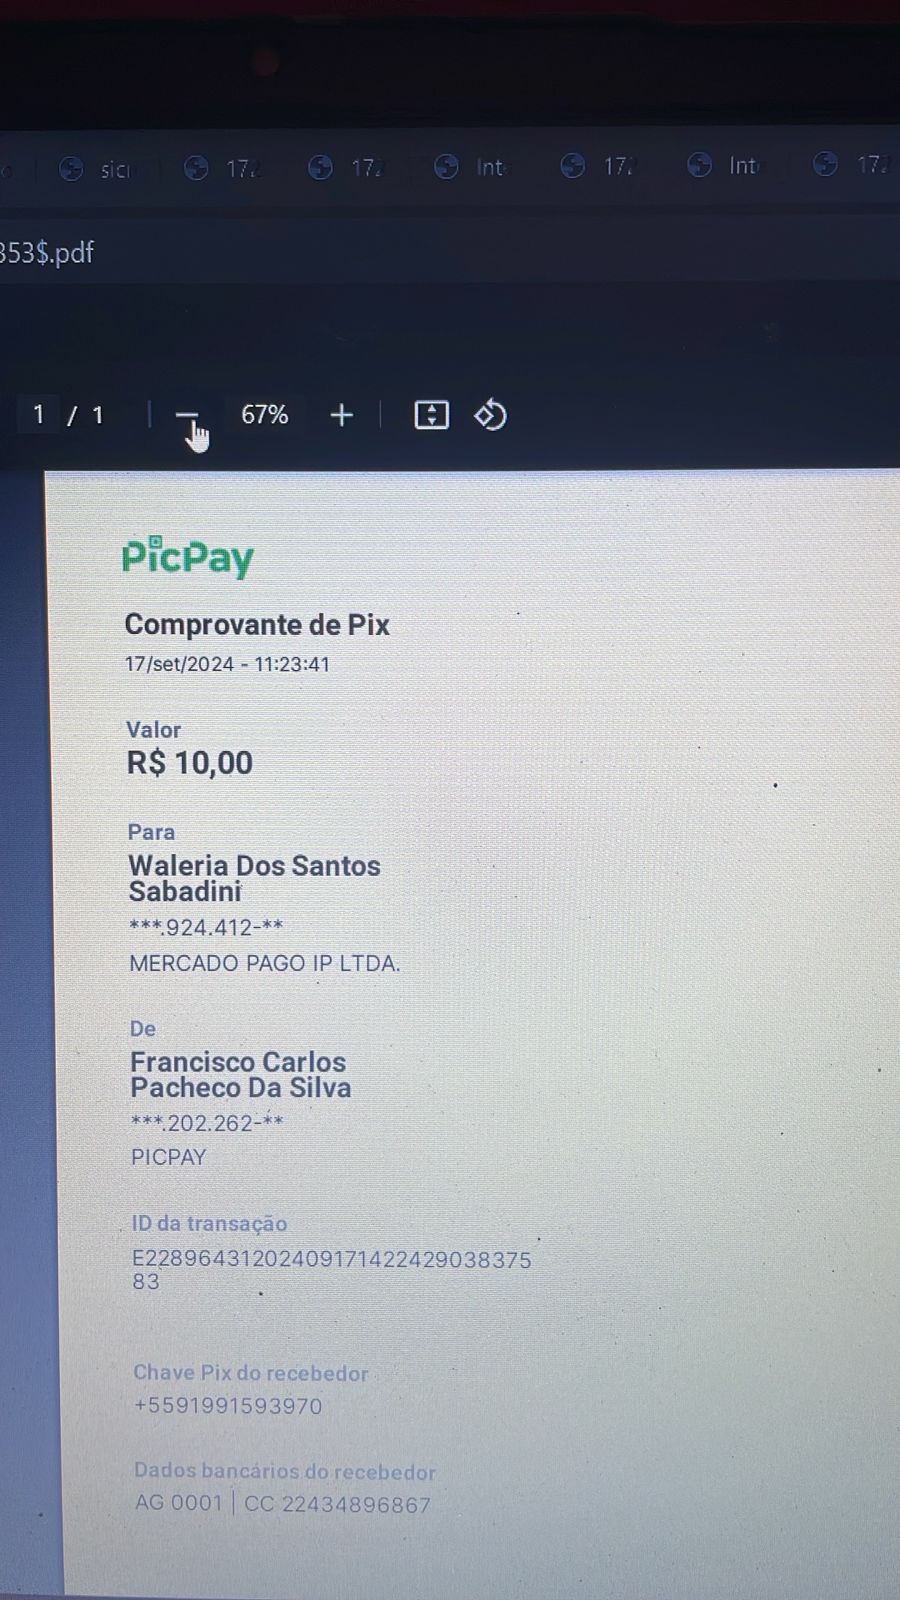 sici
17
17
Int
17
Int
17
353$.pdf
1 / 1
67%
PicPay
Comprovante de Pix
17/set/2024 - 11:23:41
Valor
R$ 10,00
Para
Waleria Dos Santos
Sabadini
***.924.412-**
MERCADO PAGO IP LTDA.
De
Francisco Carlos
Pacheco Da Silva
***.202.262-**
PICPAY
ID da transação
E22896431202409171422429038375
83
Chave Pix do recebedor
+5591991593970
Dados bancários do recebedor
AG 0001 | CC 22434896867